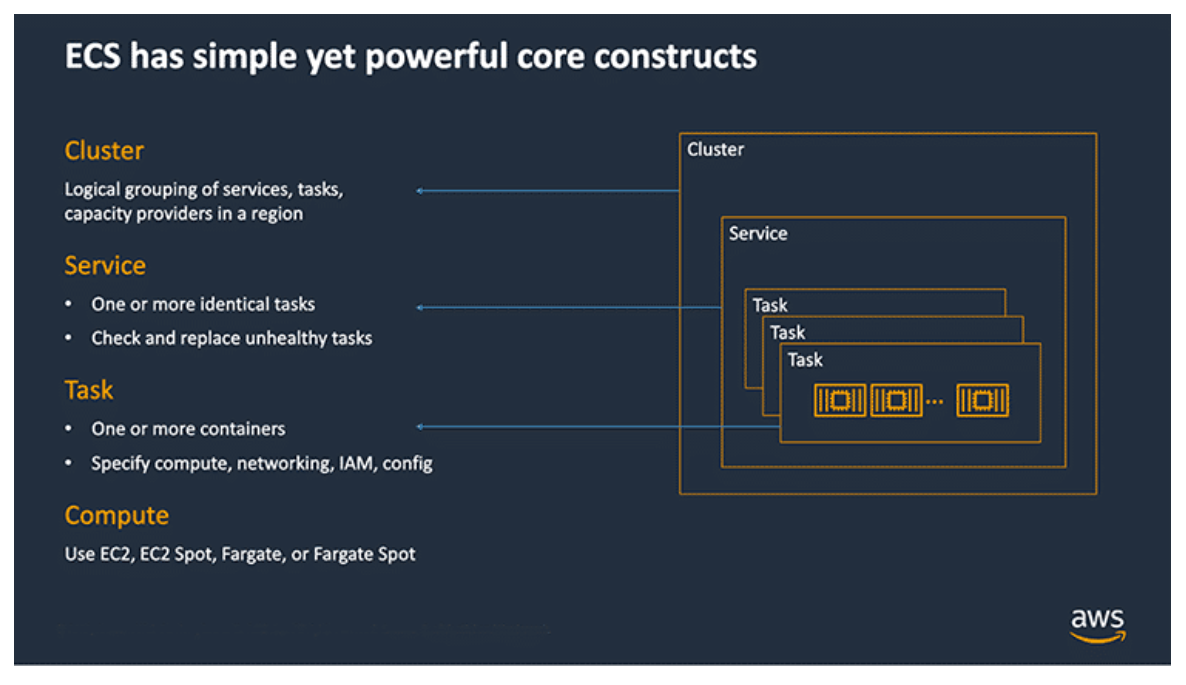 ECS has simple yet powerful core constructs
Cluster
Logical grouping of services, tasks,
capacity providers in a region
Service
• One or more identical tasks
• Check and replace unhealthy tasks
Task
• One or more containers
• Specify compute, networking, IAM, config
Compute
Use EC2, EC2 Spot, Fargate, or Fargate Spot
Cluster
Service
Task
Task
Task
...
aws